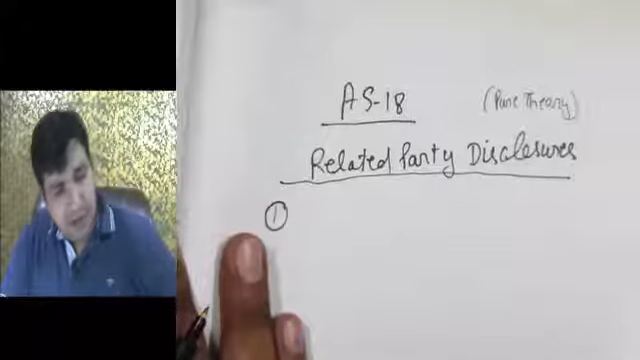 AS-18 (Pure Theory)
Related Party Disclosures
①